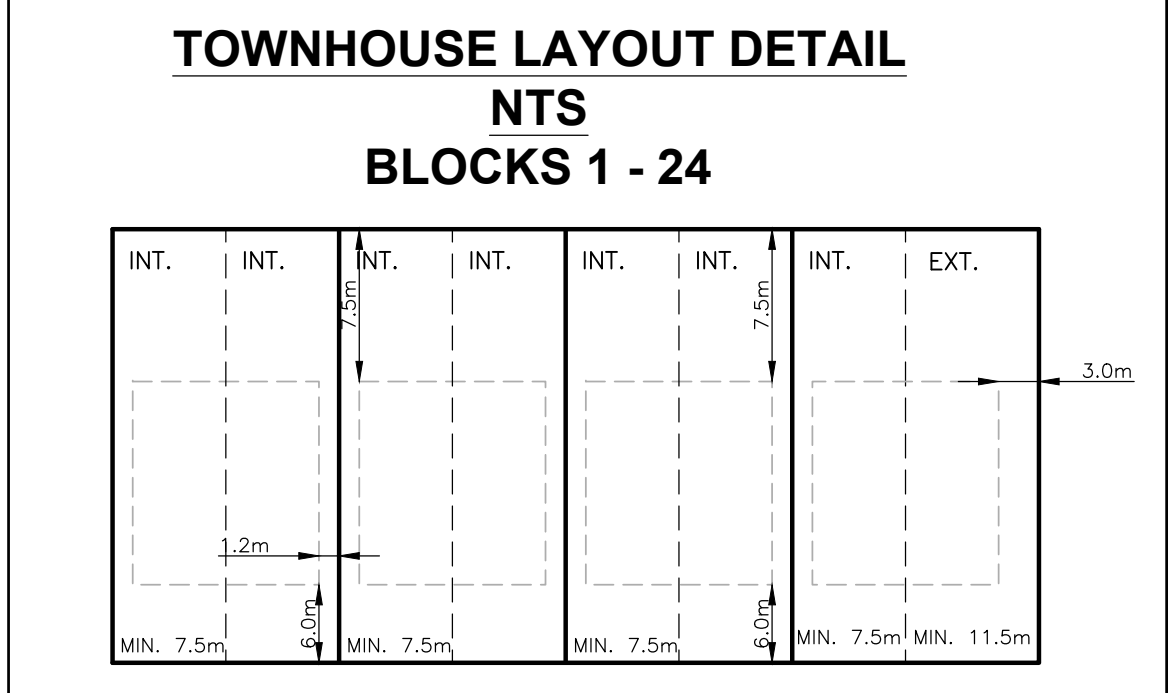 TOWNHOUSE LAYOUT DETAIL
NTS
BLOCKS 1 - 24
INT. INT. INT. INT. INT. INT. INT. EXT.
7.5m 7.5m
3.0m
1.2m
6.0m 6.0m
MIN. 7.5m MIN. 7.5m MIN. 7.5m MIN. 7.5m MIN. 11.5m